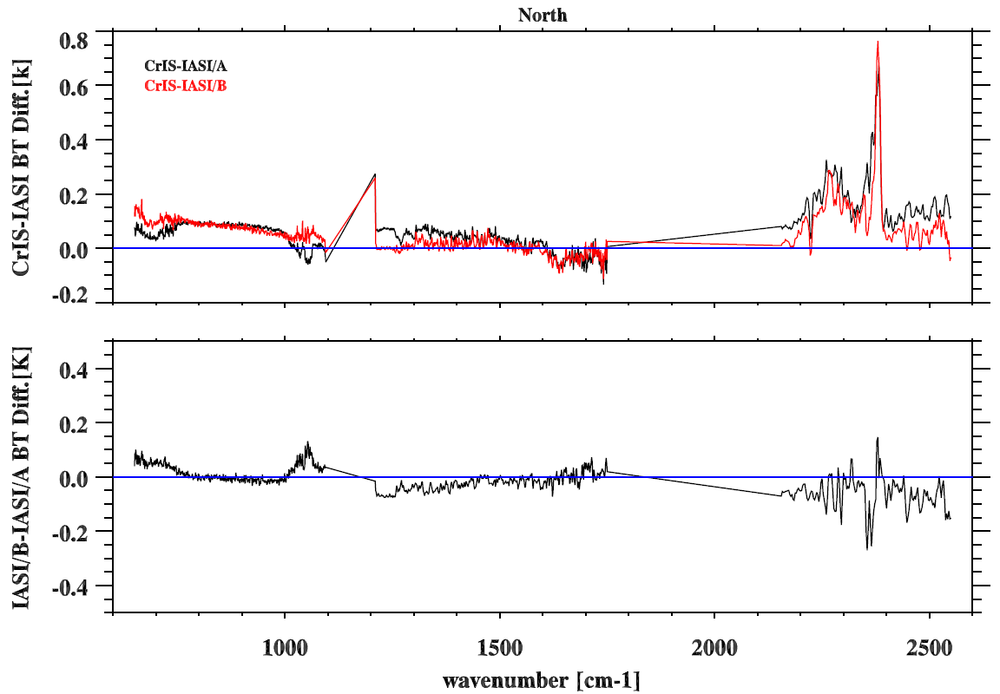 North
CrIS-IASI BT Diff.[k]
0.8
0.6
0.4
0.2
0.0
-0.2
CrIS-IASI/A
CrIS-IASI/B
IASI/B-IASI/A BT Diff.[K]
0.4
0.2
0.0
-0.2
-0.4
1000 1500 2000 2500
wavenumber [cm-1]